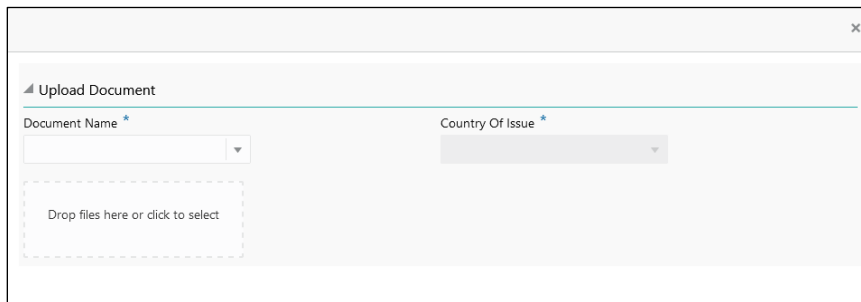 ×
Upload Document
Document Name *
Country Of Issue *
Drop files here or click to select